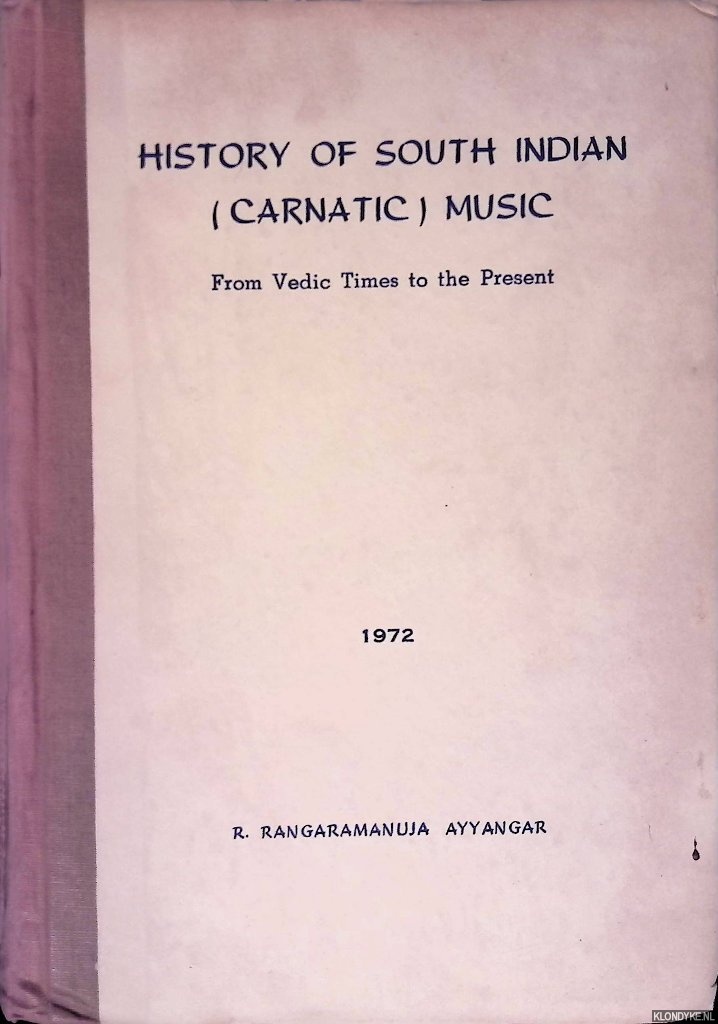 HISTORY OF SOUTH INDIAN
(CARNATIC) MUSIC
From Vedic Times to the Present
1972
R. RANGARAMANUJA AYYANGAR
KLONDYKE.NL